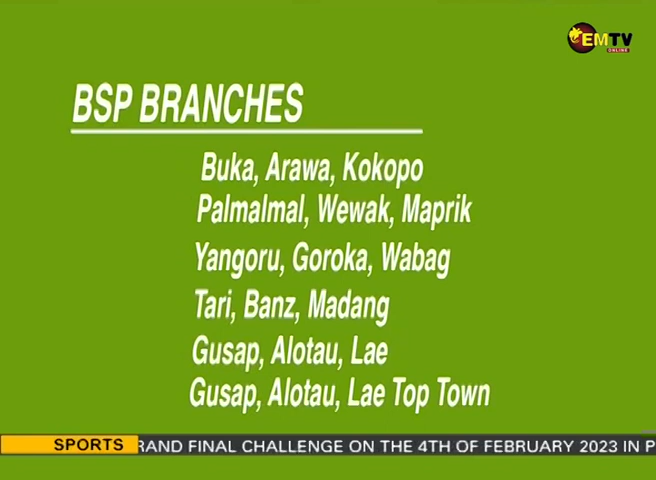 EMTV
ONLINE
BSP BRANCHES
Buka, Arawa, Kokopo
Palmalmal, Wewak, Maprik
Yangoru, Goroka, Wabag
Tari, Banz, Madang
Gusap, Alotau, Lae
Gusap, Alotau, Lae Top Town
SPORTS RAND FINAL CHALLENGE ON THE 4TH OF FEBRUARY 2023 IN P